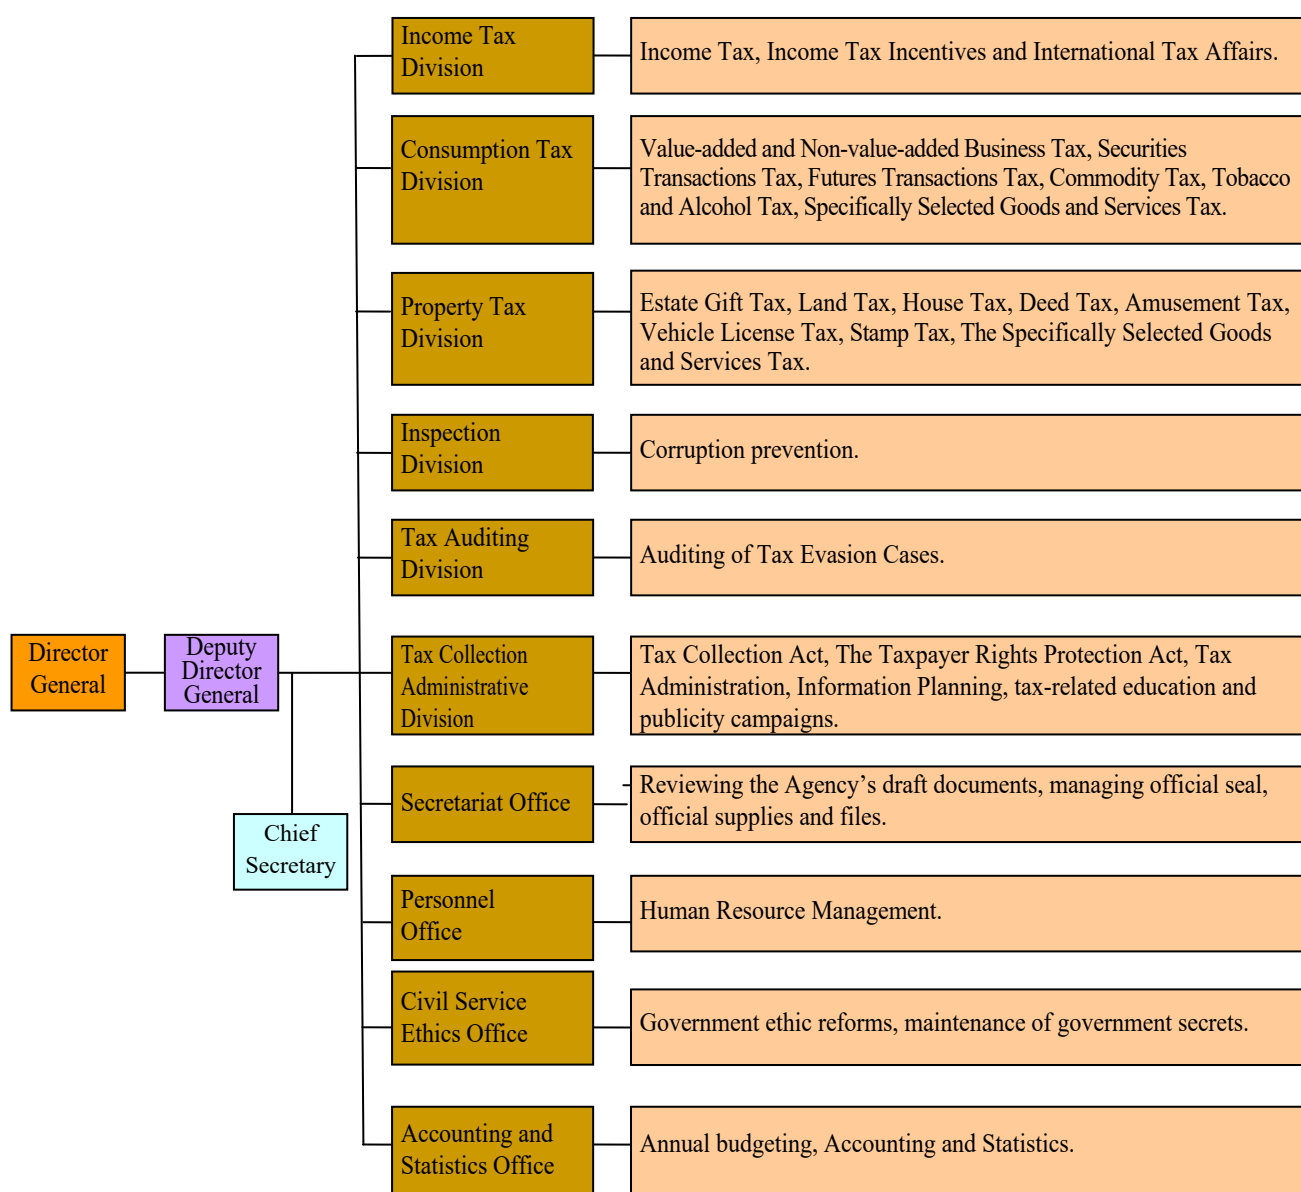 Income Tax
Division
Income Tax, Income Tax Incentives and International Tax Affairs.
Consumption Tax
Division
Value-added and Non-value-added Business Tax, Securities
Transactions Tax, Futures Transactions Tax, Commodity Tax, Tobacco
and Alcohol Tax, Specifically Selected Goods and Services Tax.
Property Tax
Division
Estate Gift Tax, Land Tax, House Tax, Deed Tax, Amusement Tax,
Vehicle License Tax, Stamp Tax, The Specifically Selected Goods
and Services Tax.
Inspection
Division
Corruption prevention.
Tax Auditing
Division
Auditing of Tax Evasion Cases.
Director
General
Deputy
Director
General
Tax Collection
Administrative
Division
Tax Collection Act, The Taxpayer Rights Protection Act, Tax
Administration, Information Planning, tax-related education and
publicity campaigns.
Chief
Secretary
Secretariat Office
Reviewing the Agency’s draft documents, managing official seal,
official supplies and files.
Personnel
Office
Human Resource Management.
Civil Service
Ethics Office
Government ethic reforms, maintenance of government secrets.
Accounting and
Statistics Office
Annual budgeting, Accounting and Statistics.